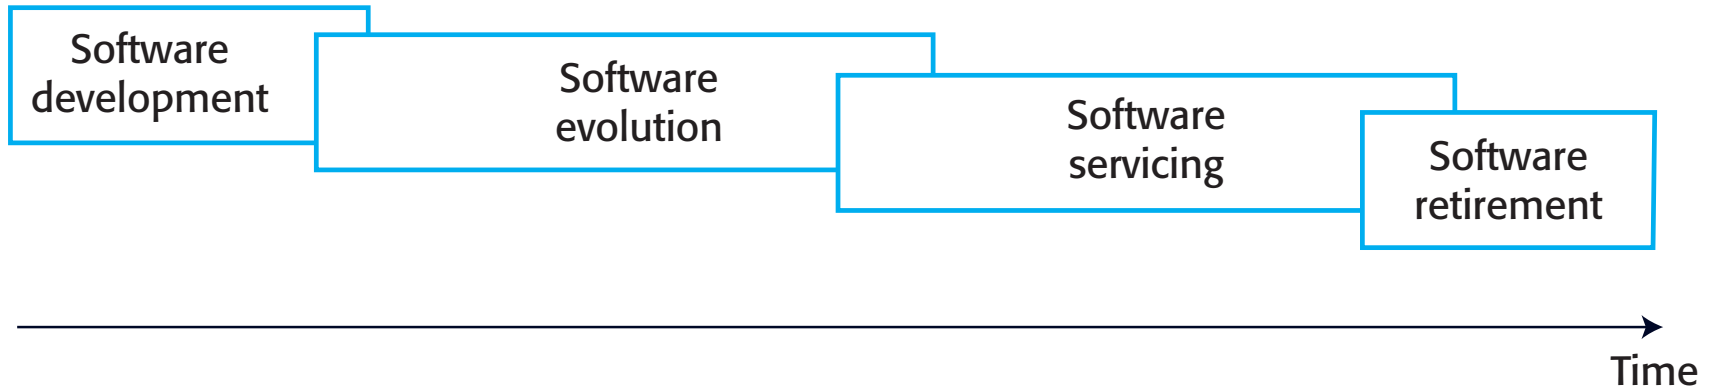 Software
development
Software
evolution
Software
servicing
Software
retirement
Time